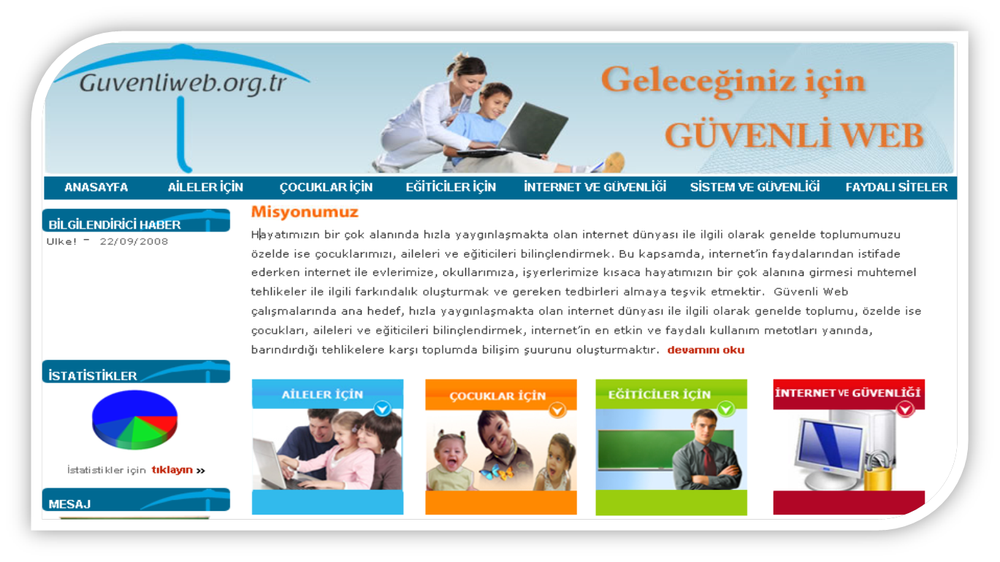 Guvenliweb.org.tr
Geleceğiniz için
GÜVENLİ WEB
ANASAYFA AİLELER İÇİN ÇOCUKLAR İÇİN EĞİTİCİLER İÇİN İNTERNET VE GÜVENLİĞİ SİSTEM VE GÜVENLİĞİ FAYDALI SİTELER
BİLGİLENDİRİCİ HABER
Ulke! - 22/09/2008
İSTATİSTİKLER
İstatistikler için tıklayın »
MESAJ
Misyonumuz
Hayatımızın bir çok alanında hızla yaygınlaşmakta olan internet dünyası ile ilgili olarak genelde toplumumuzu
özelde ise çocuklarımızı, aileleri ve eğiticileri bilinçlendirmek. Bu kapsamda, internet’in faydalarından istifade
ederken internet ile evlerimize, okullarımıza, işyerlerimize kısaca hayatımızın bir çok alanına girmesi muhtemel
tehlikeler ile ilgili farkındalık oluşturmak ve gereken tedbirleri almaya teşvik etmektir. Güvenli Web
çalışmalarında ana hedef, hızla yaygınlaşmakta olan internet dünyası ile ilgili olarak genelde toplumu, özelde ise
çocukları, aileleri ve eğiticileri bilinçlendirmek, internet’in en etkin ve faydalı kullanım metotları yanında,
barındırdığı tehlikelere karşı toplumda bilişim şuurunu oluşturmaktır. devamını oku
AİLELER İÇİN
ÇOCUKLAR İÇİN
EĞİTİCİLER İÇİN
İNTERNET VE GÜVENLİĞİ